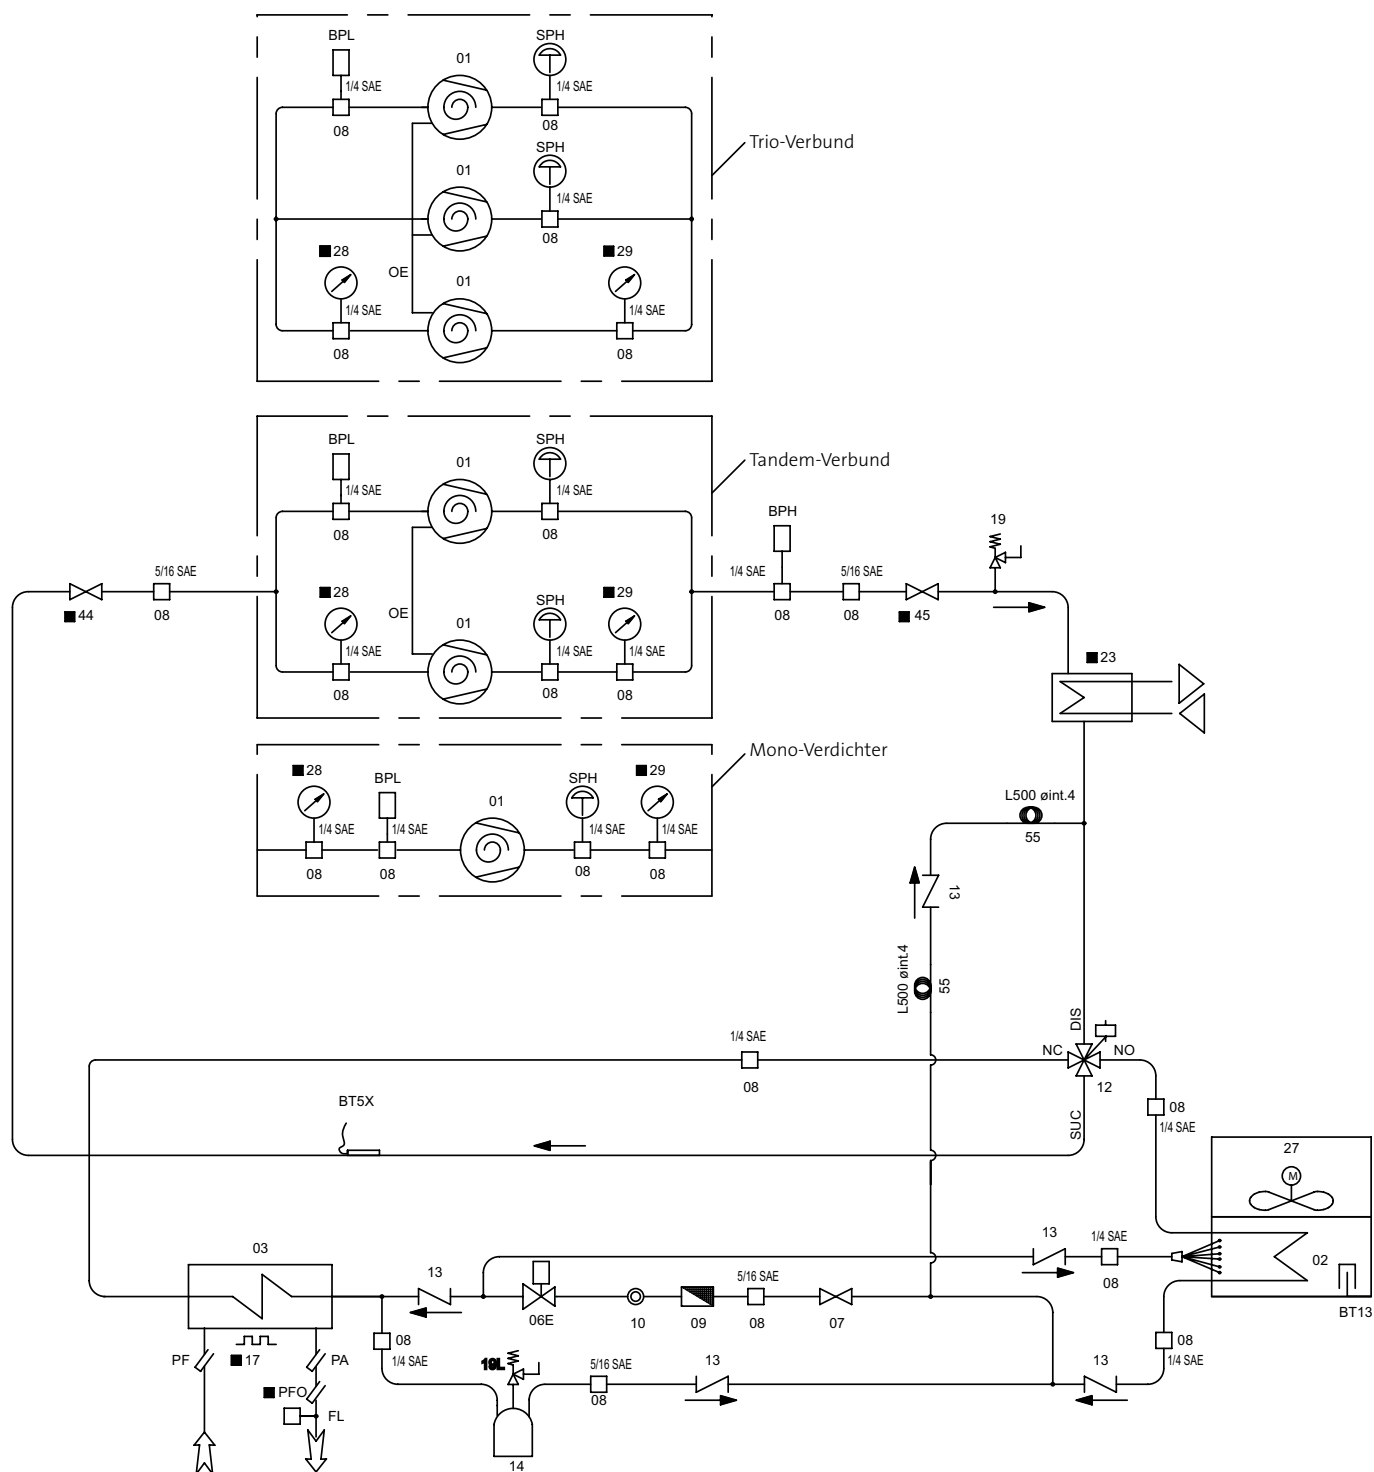 BPL
01
SPH
1/4 SAE
1/4 SAE
08
08
SPH
Trio-Verbund
01
1/4 SAE
08
■ 28
■ 29
OE
01
1/4 SAE
1/4 SAE
08
08
BPL
01
SPH
Tandem-Verbund
1/4 SAE
1/4 SAE
08
08
BPH
19
5/16 SAE
1/4 SAE
5/16 SAE
■ 44
08
08
08
■ 45
■ 28
SPH
■ 29
OE
01
1/4 SAE
1/4 SAE
1/4 SAE
08
08
08
■ 23
Mono-Verdichter
■ 28
BPL
01
SPH
■ 29
1/4 SAE
1/4 SAE
1/4 SAE
1/4 SAE
08
08
08
08
L500 øint.4
55
13
L500 øint.4
55
DIS
1/4 SAE
08
NC
NO
12
SUC
08
1/4 SAE
BT5X
27
M
03
13
13
1/4 SAE
08
02
BT13
5/16 SAE
06E
10
09
08
07
PF
■ 17
PA
08
1/4 SAE
■ PFO
FL
19L
5/16 SAE
08
13
13
08
1/4 SAE
14